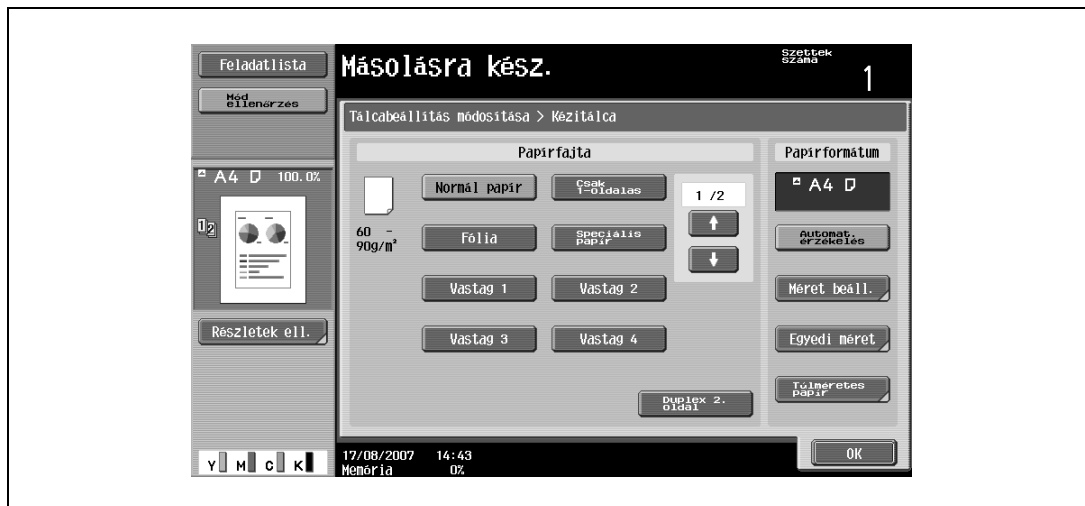 Feladatlista
Mód
ellenőrzés
A4 100.0%
12
Részletek ell.
Y M C K
Másolásra kész.
Szettek
száma
1
Tálcabeállítás módosítása > Kézitálca
Papírfajta
60 -
90g/m²
Normál papír
Csak
1-oldalas
Fólia
Speciális
papír
Vastag 1
Vastag 2
Vastag 3
Vastag 4
1 /2
Duplex 2.
oldal
Papírformátum
A4
Automat.
érzékelés
Méret beáll.
Egyedi méret
Túlméretes
papír
17/08/2007 14:43
Memória 0%
OK